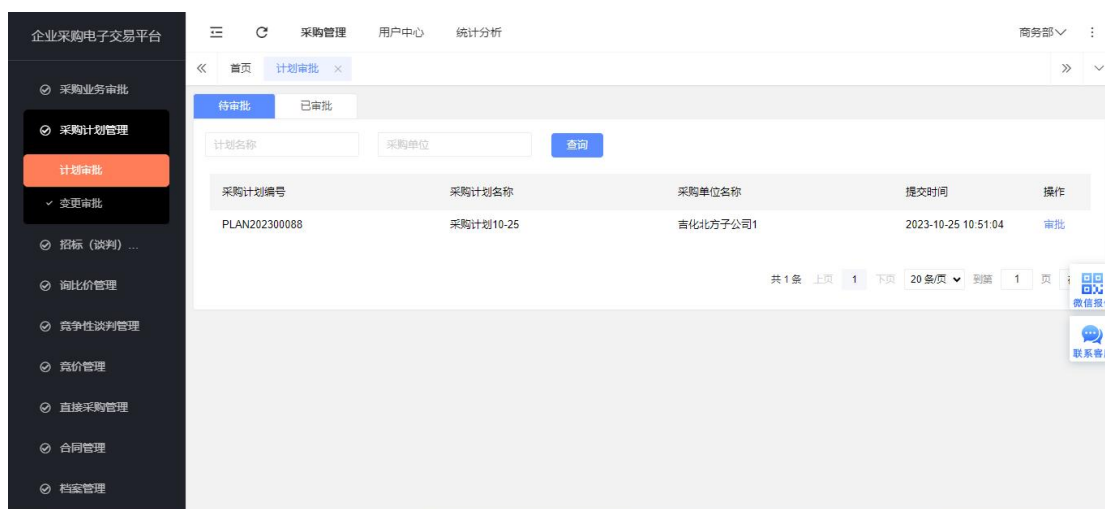 企业采购电子交易平台
采购管理 用户中心 统计分析 商务部
首页 计划审批 ×
采购业务审批
采购计划管理
计划审批
变更审批
招标（谈判）...
询比价管理
竞争性谈判管理
竞价管理
直接采购管理
合同管理
档案管理
待审批 已审批
计划名称 采购单位 查询
采购计划编号 采购计划名称 采购单位名称 提交时间 操作
PLAN202300088 采购计划10-25 吉化北方子公司1 2023-10-25 10:51:04 审批
共1条 上页 1 下页 20条/页 到第 1 页
微信报
联系客